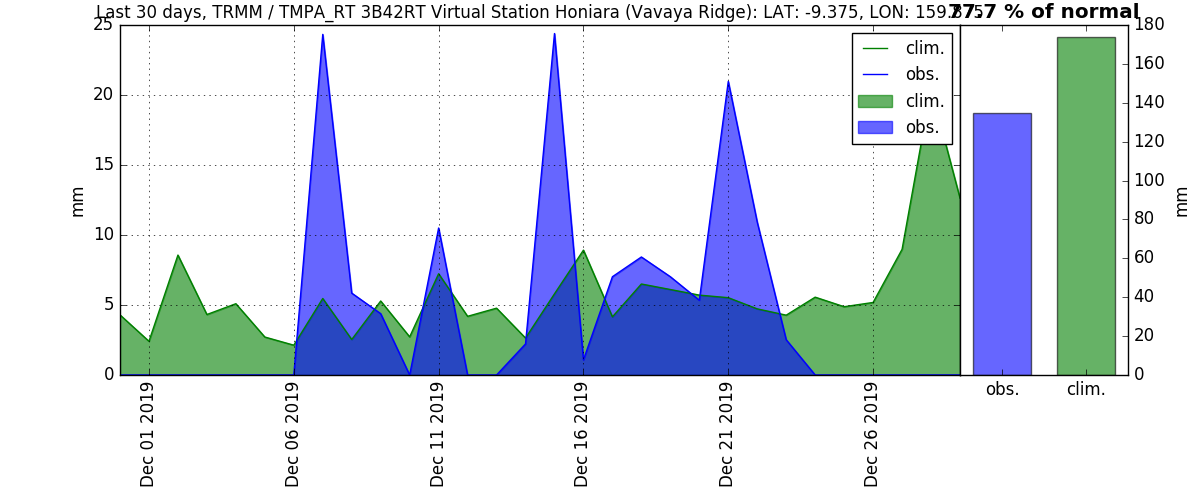 Last 30 days, TRMM / TMPA_RT 3B42RT Virtual Station Honiara (Vavaya Ridge): LAT: -9.375, LON:
77.7 % of normal
25
20
15
10
5
0
mm
clim.
obs.
clim.
obs.
180
160
140
120
100
80
60
40
20
0
mm
obs.
clim.
Dec 01 2019
Dec 06 2019
Dec 11 2019
Dec 16 2019
Dec 21 2019
Dec 26 2019